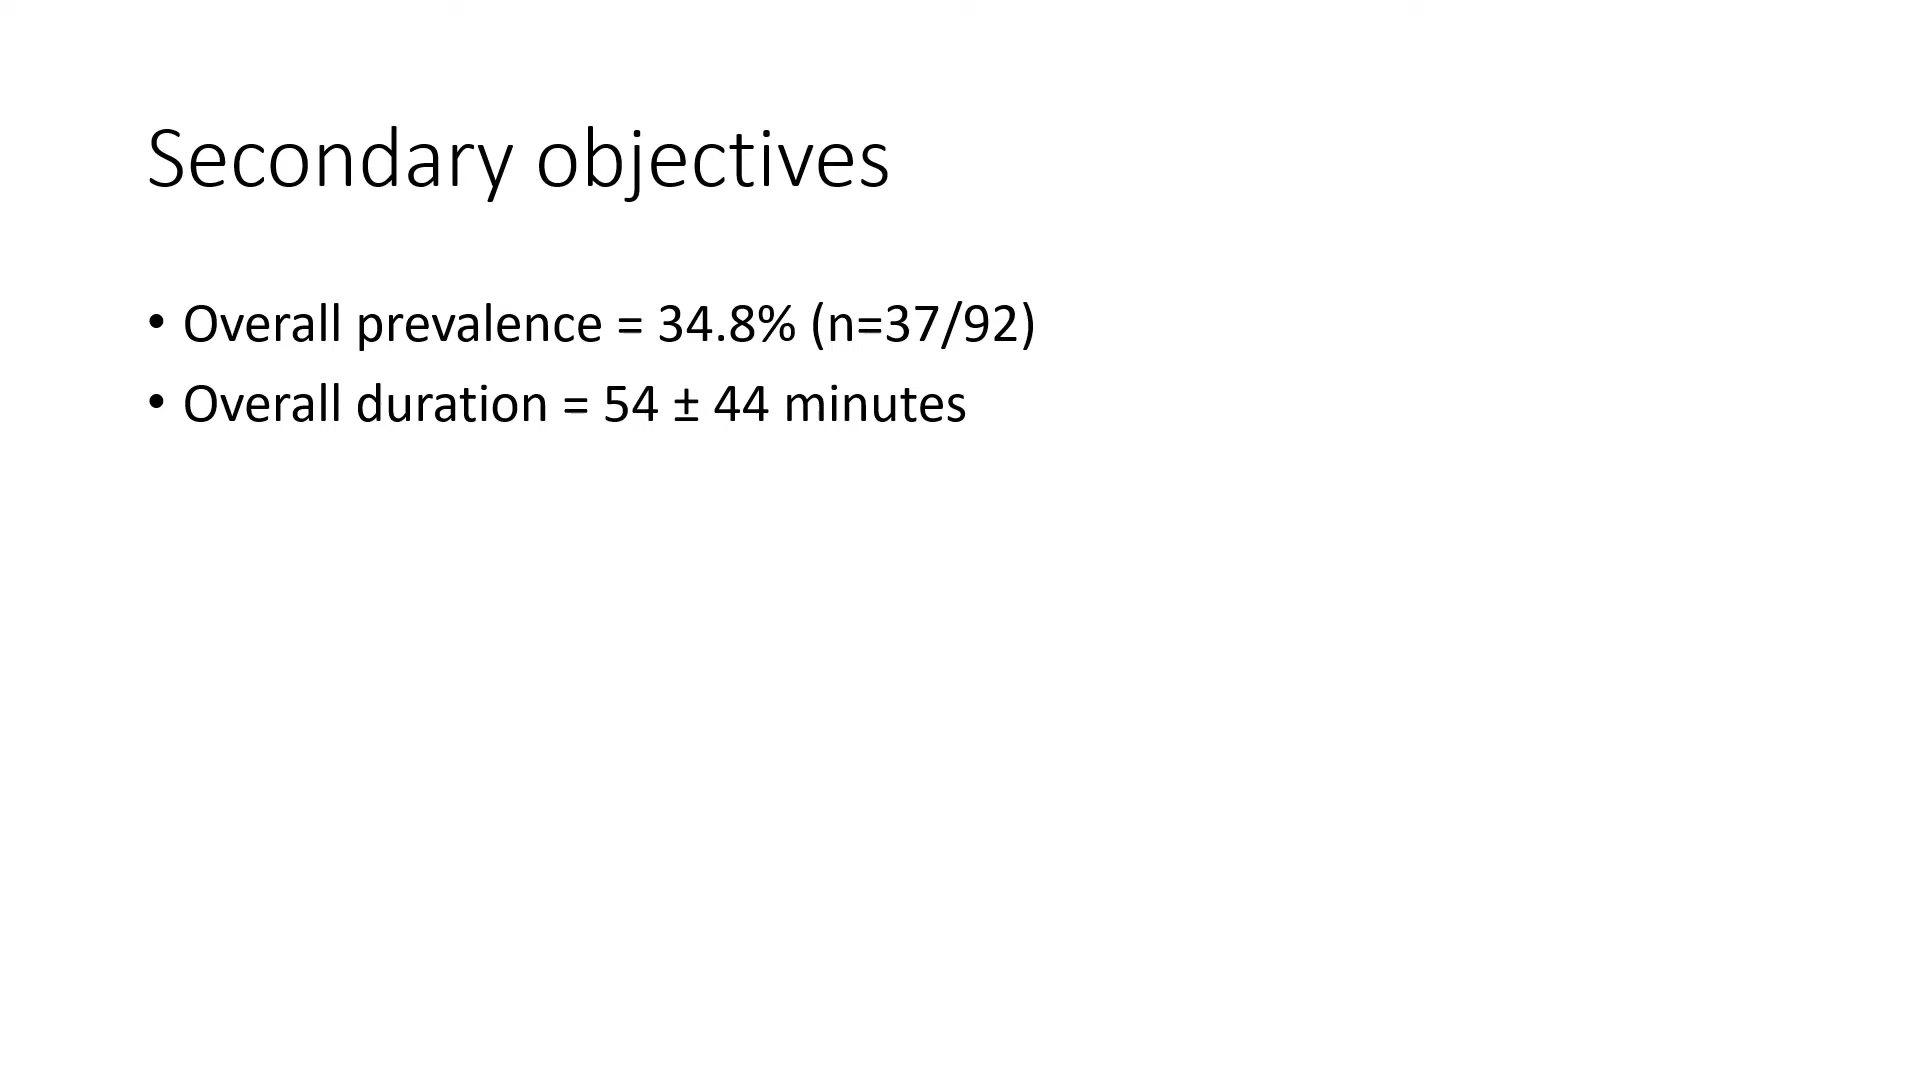 Secondary objectives
• Overall prevalence = 34.8% (n=37/92)
• Overall duration = 54 ± 44 minutes